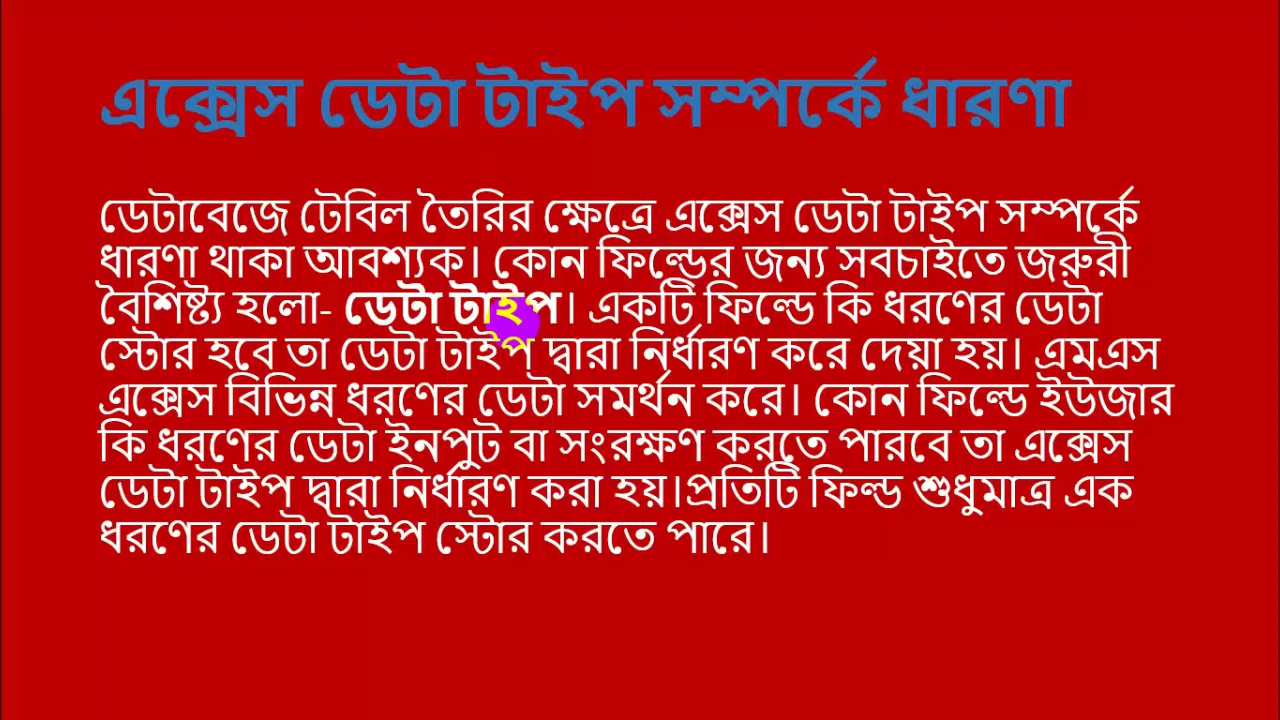 এক্সেস ডেটা টাইপ সম্পর্কে ধারণা
ডেটাবেজে টেবিল তৈরির ক্ষেত্রে এক্সেস ডেটা টাইপ সম্পর্কে
ধারণা থাকা আবশ্যক। কোন ফিল্ডের জন্য সবচাইতে জরুরী
বৈশিষ্ট্য হলো- ডেটা টাইপ। একটি ফিল্ডে কি ধরণের ডেটা
স্টোর হবে তা ডেটা টাইপ দ্বারা নির্ধারণ করে দেয়া হয়। এমএস
এক্সেস বিভিন্ন ধরণের ডেটা সমর্থন করে। কোন ফিল্ডে ইউজার
কি ধরণের ডেটা ইনপুট বা সংরক্ষণ করতে পারবে তা এক্সেস
ডেটা টাইপ দ্বারা নির্ধারণ করা হয়।প্রতিটি ফিল্ড শুধুমাত্র এক
ধরণের ডেটা টাইপ স্টোর করতে পারে।